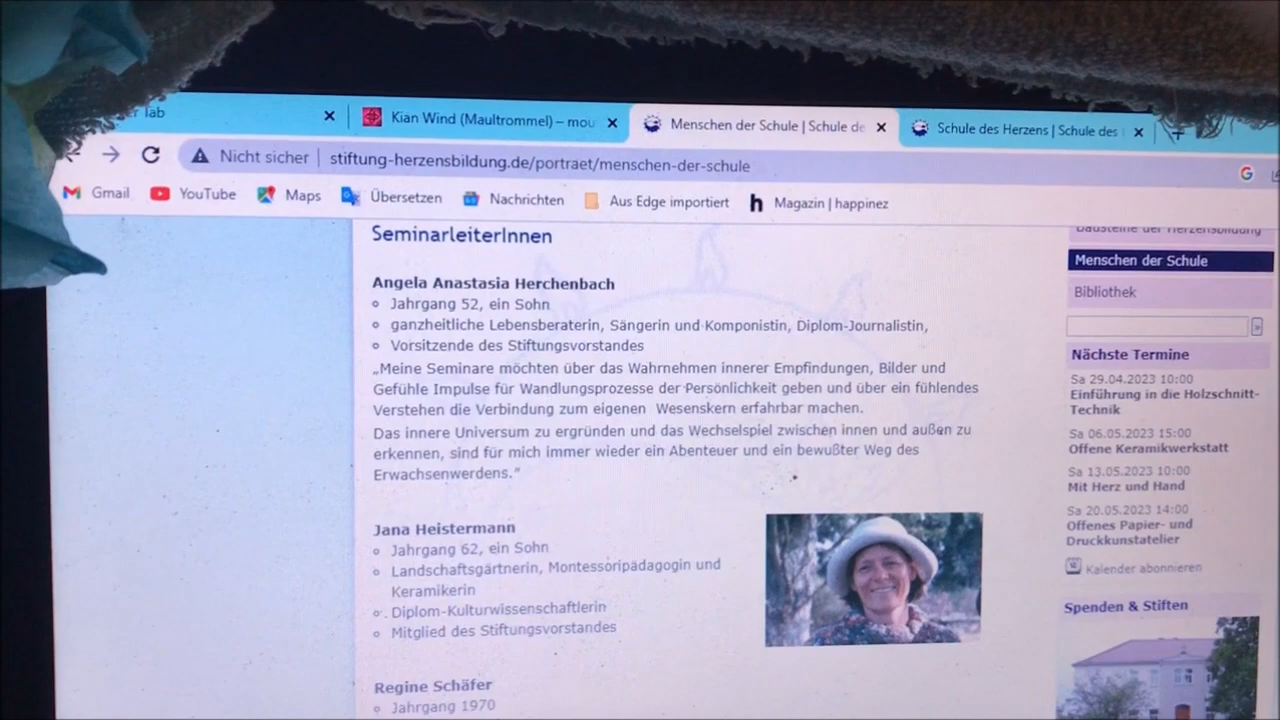 er Tab
Kian Wind (Maultrommel) – mou
Menschen der Schule | Schule de
Schule des Herzens | Schule des
Nicht sicher
stiftung-herzensbildung.de/portraet/menschen-der-schule
Gmail
YouTube
Maps
Übersetzen
Nachrichten
Aus Edge importiert
h Magazin | happinez
SeminarleiterInnen
Angela Anastasia Herchenbach
Jahrgang 52, ein Sohn
ganzheitliche Lebensberaterin, Sängerin und Komponistin, Diplom-Journalistin,
Vorsitzende des Stiftungsvorstandes
„Meine Seminare möchten über das Wahrnehmen innerer Empfindungen, Bilder und
Gefühle Impulse für Wandlungsprozesse der Persönlichkeit geben und über ein fühlendes
Verstehen die Verbindung zum eigenen Wesenskern erfahrbar machen.
Das innere Universum zu ergründen und das Wechselspiel zwischen innen und außen zu
erkennen, sind für mich immer wieder ein Abenteuer und ein bewußter Weg des
Erwachsenwerdens.“
Jana Heistermann
Jahrgang 62, ein Sohn
Landschaftsgärtnerin, Montessoripädagogin und
Keramikerin
Diplom-Kulturwissenschaftlerin
Mitglied des Stiftungsvorstandes
Regine Schäfer
Jahrgang 1970
Bausteine der Herzensbildung
Menschen der Schule
Bibliothek
Nächste Termine
Sa 29.04.2023 10:00
Einführung in die Holzschnitt-
Technik
Sa 06.05.2023 15:00
Offene Keramikwerkstatt
Sa 13.05.2023 10:00
Mit Herz und Hand
Sa 20.05.2023 14:00
Offenes Papier- und
Druckkunstatelier
Kalender abonnieren
Spenden & Stiften